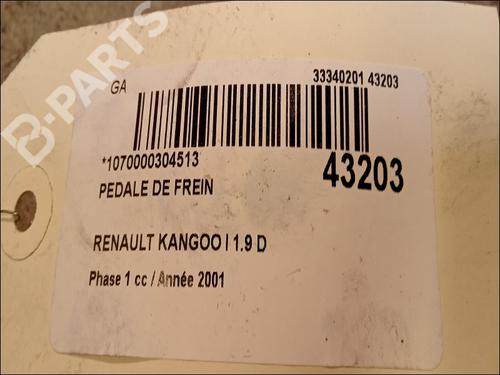 B-PARTS
GA
33340201 43203
*1070000304513
43203
PEDALE DE FREIN
RENAULT KANGOO I 1.9 D
Phase 1 cc / Année 2001